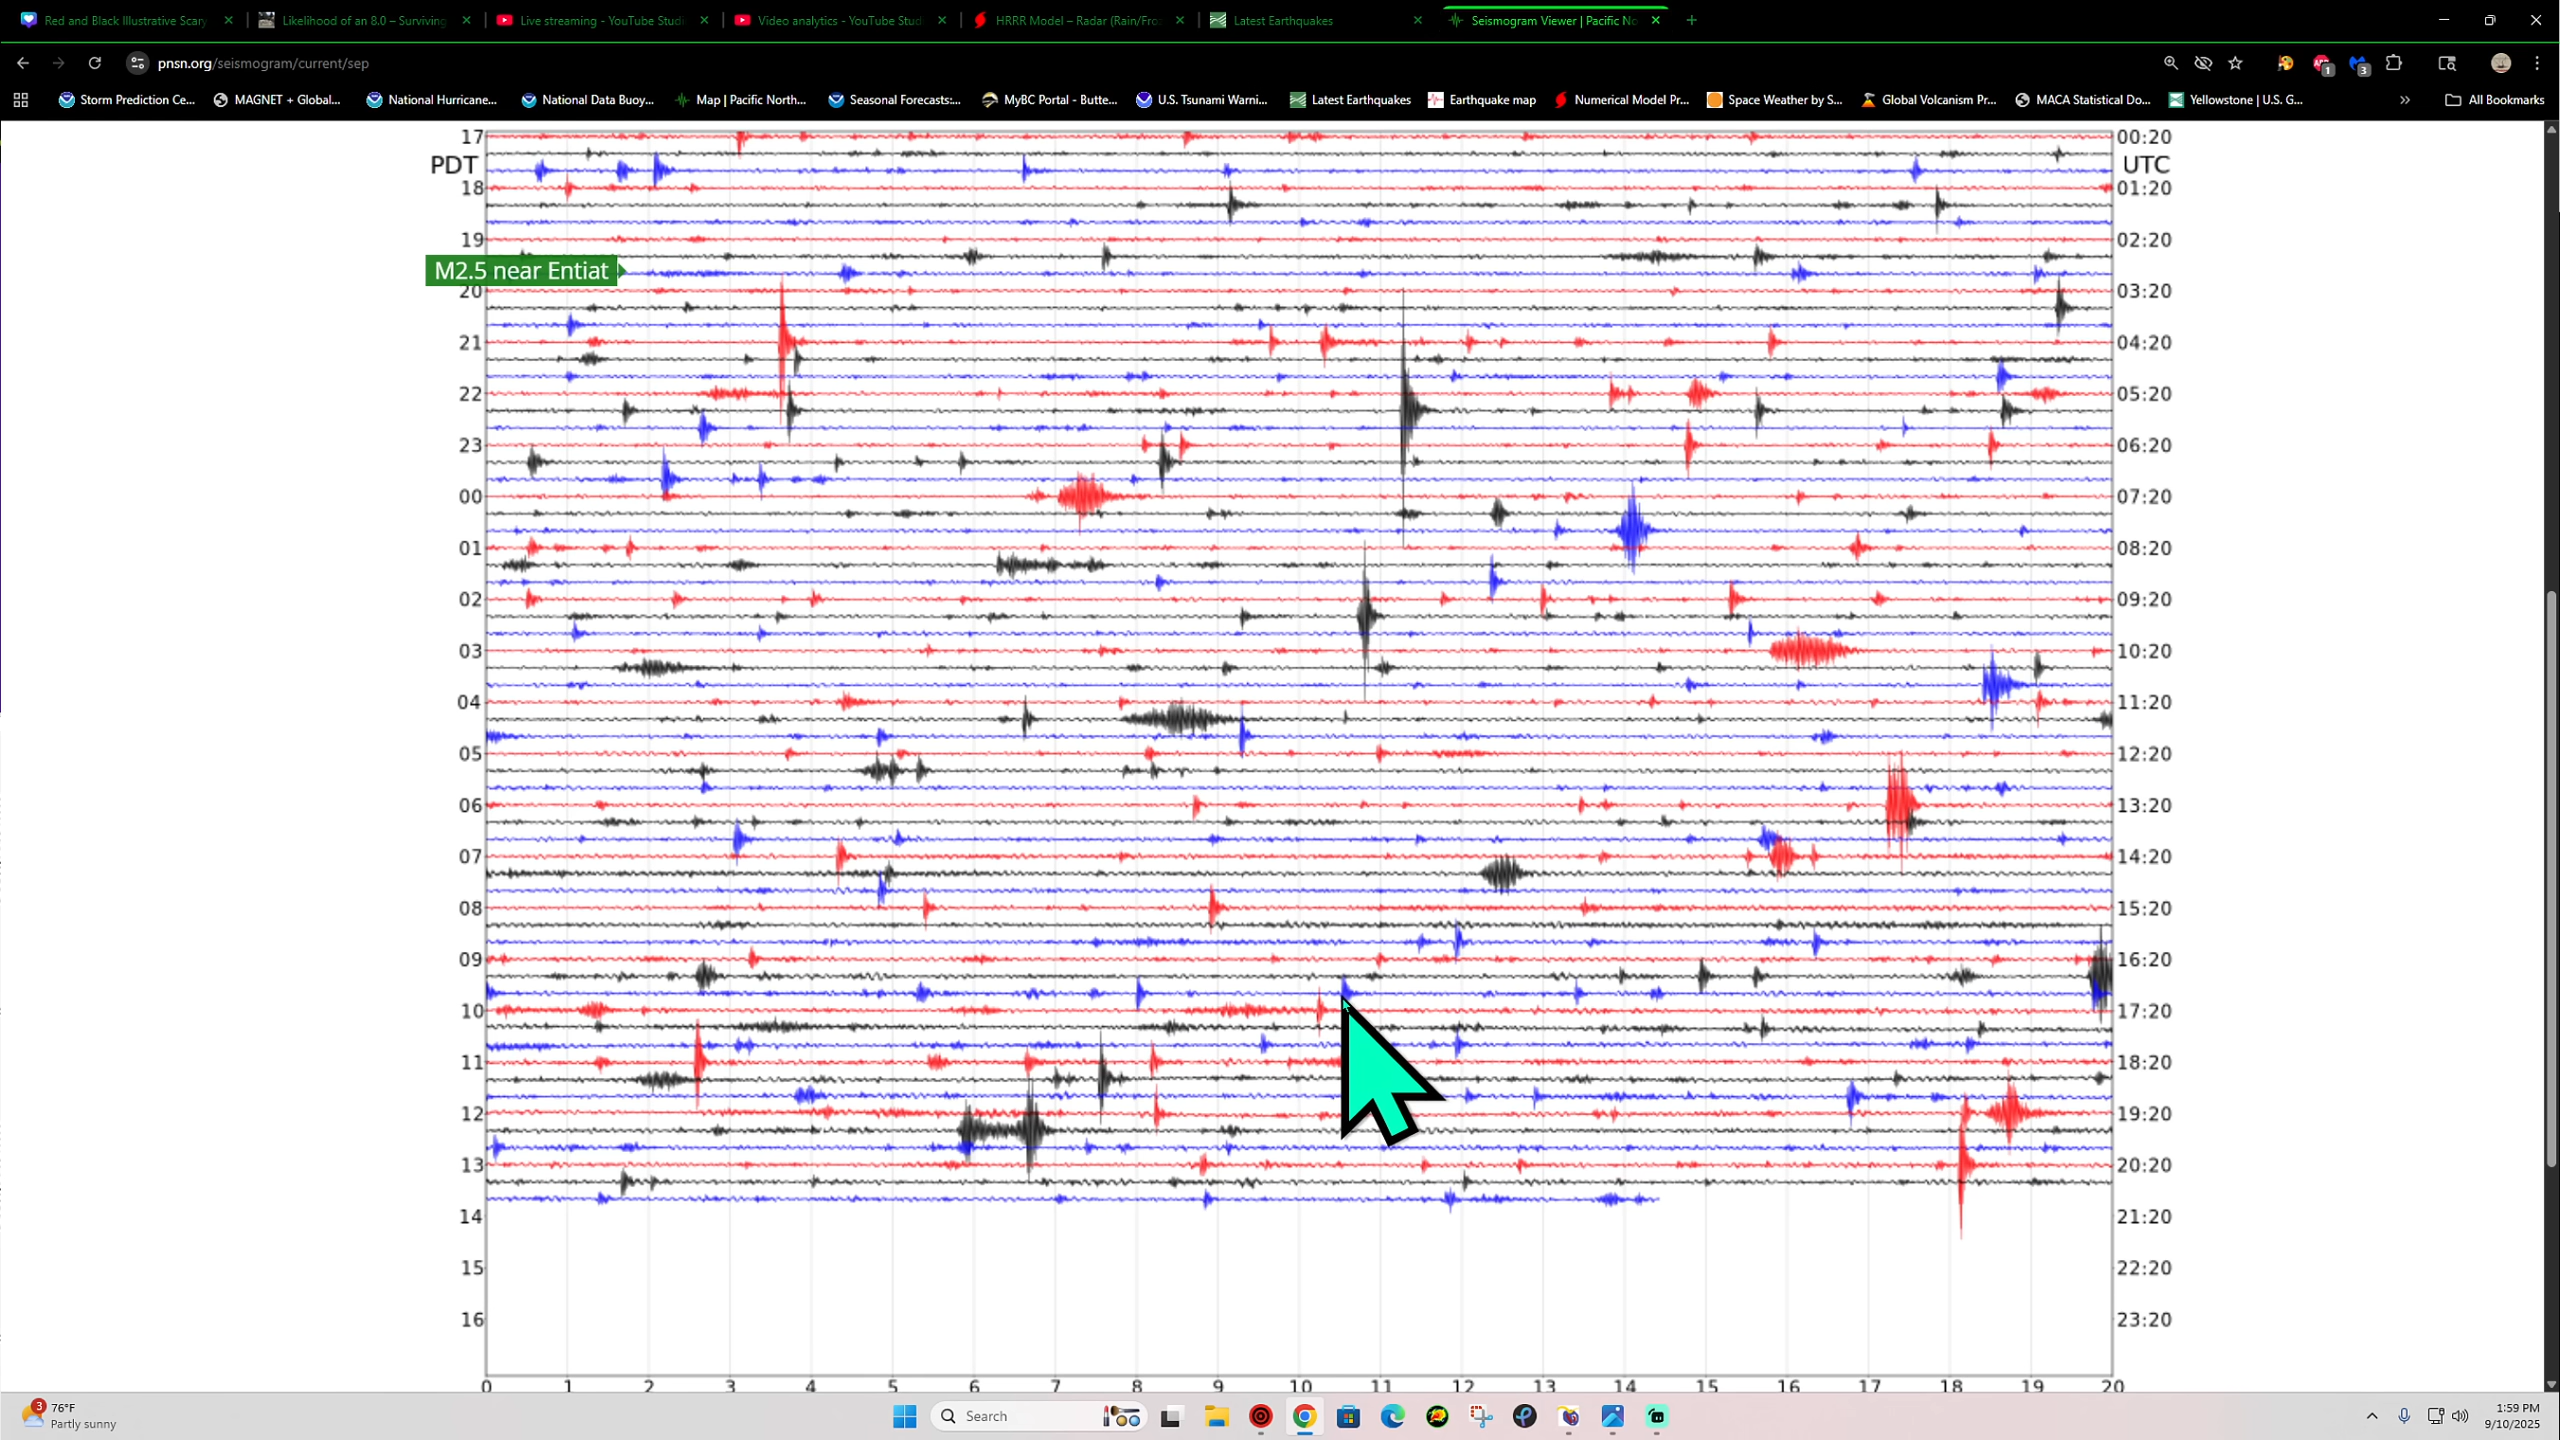 Red and Black Illustrative Scary
Likelihood of an 8.0 – Surviving
Live streaming - YouTube Studi
Video analytics - YouTube Stud
HRRR Model – Radar (Rain/Fro
Latest Earthquakes
Seismogram Viewer | Pacific No
pnsn.org/seismogram/current/sep
1
3
Storm Prediction Ce...
MAGNET + Global...
National Hurricane...
National Data Buoy...
Map | Pacific North...
Seasonal Forecasts:...
MyBC Portal - Butte...
U.S. Tsunami Warni...
Latest Earthquakes
Earthquake map
Numerical Model Pr...
Space Weather by S...
Global Volcanism Pr...
MACA Statistical Do...
Yellowstone | U.S. G...
All Bookmarks
17 00:20
PDT UTC
18 01:20
19 02:20
M2.5 near Entiat
20 03:20
21 04:20
22 05:20
23 06:20
00 07:20
01 08:20
02 09:20
03 10:20
04 11:20
05 12:20
06 13:20
07 14:20
08 15:20
09 16:20
10 17:20
11 18:20
12 19:20
13 20:20
14 21:20
15 22:20
16 23:20
0 1 2 3 4 5 6 7 8 9 10 11 12 13 14 15 16 17 18 19 20
3
76°F
Partly sunny
Search
1:59 PM
9/10/2025